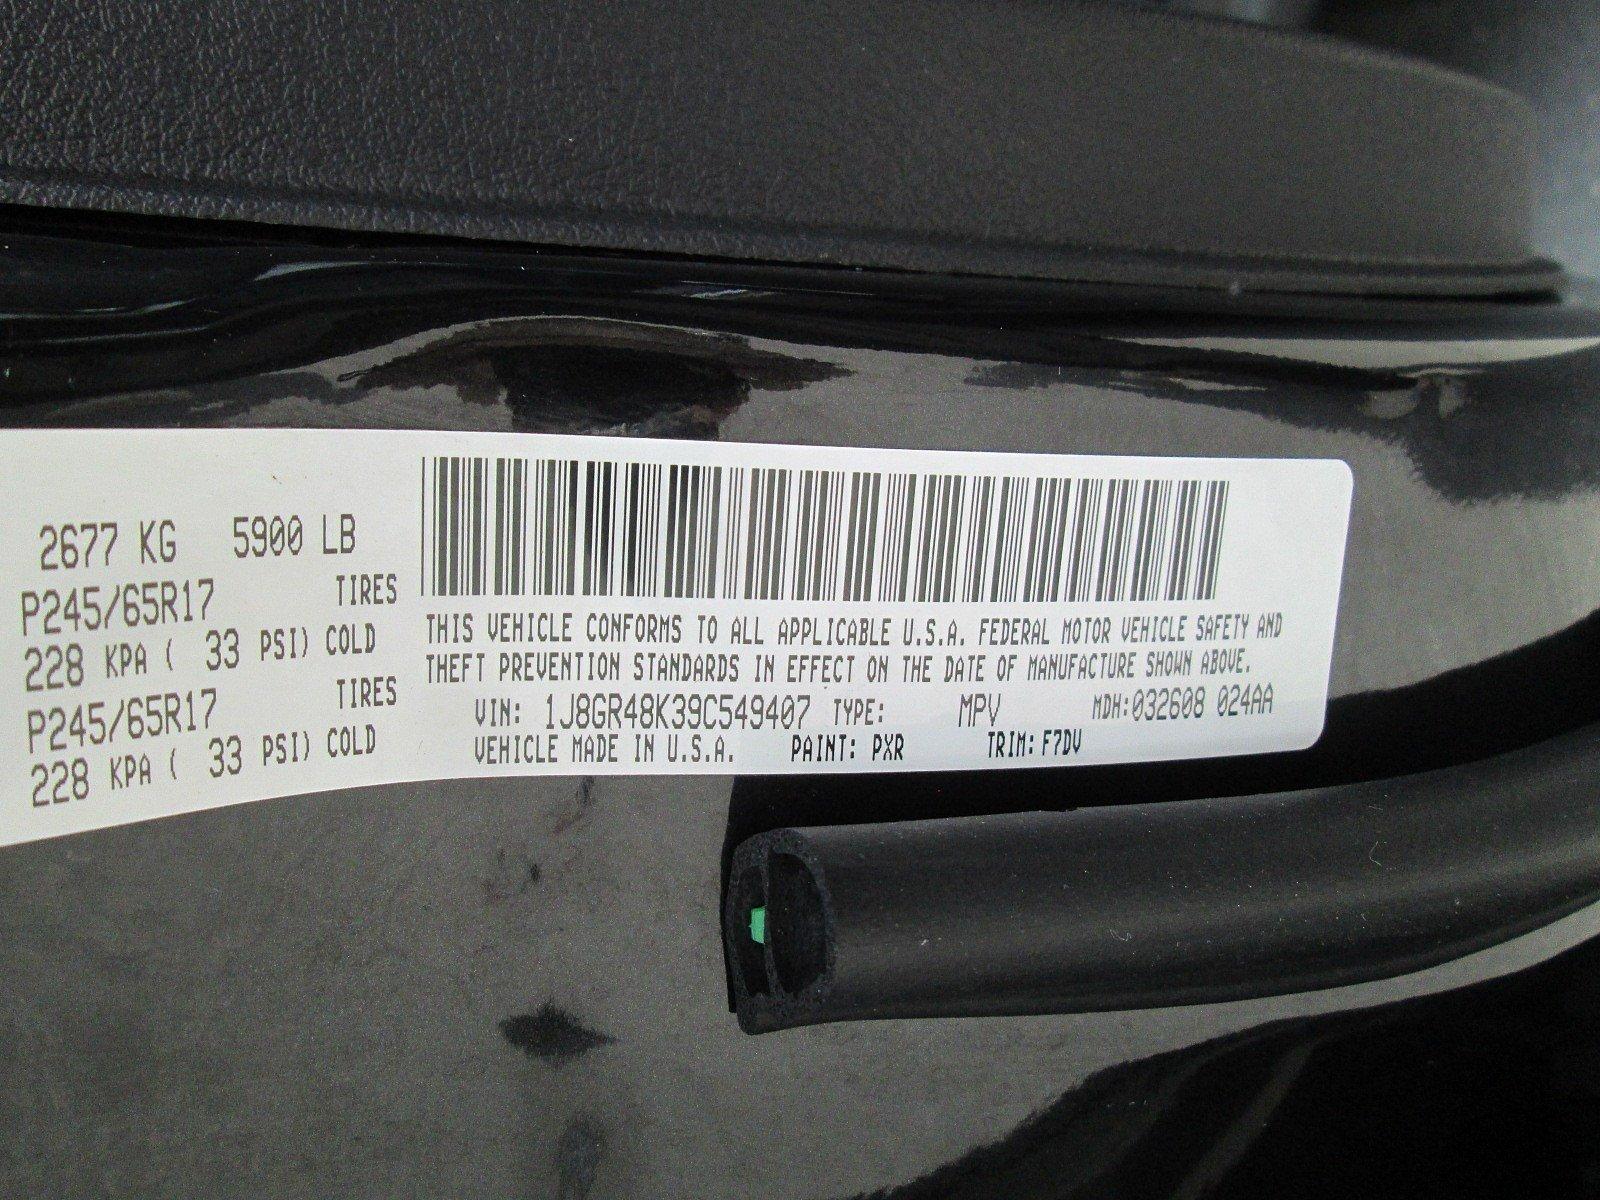 2677 KG 5900 LB
P245/65R17 TIRES
228 KPA ( 33 PSI) COLD
P245/65R17 TIRES
228 KPA ( 33 PSI) COLD
THIS VEHICLE CONFORMS TO ALL APPLICABLE U.S.A. FEDERAL MOTOR VEHICLE SAFETY AND
THEFT PREVENTION STANDARDS IN EFFECT ON THE DATE OF MANUFACTURE SHOWN ABOVE.
VIN: 1J8GR48K39C549407 TYPE: MPV MDH:032608 024AA
VEHICLE MADE IN U.S.A. PAINT: PXR TRIM: F7DV